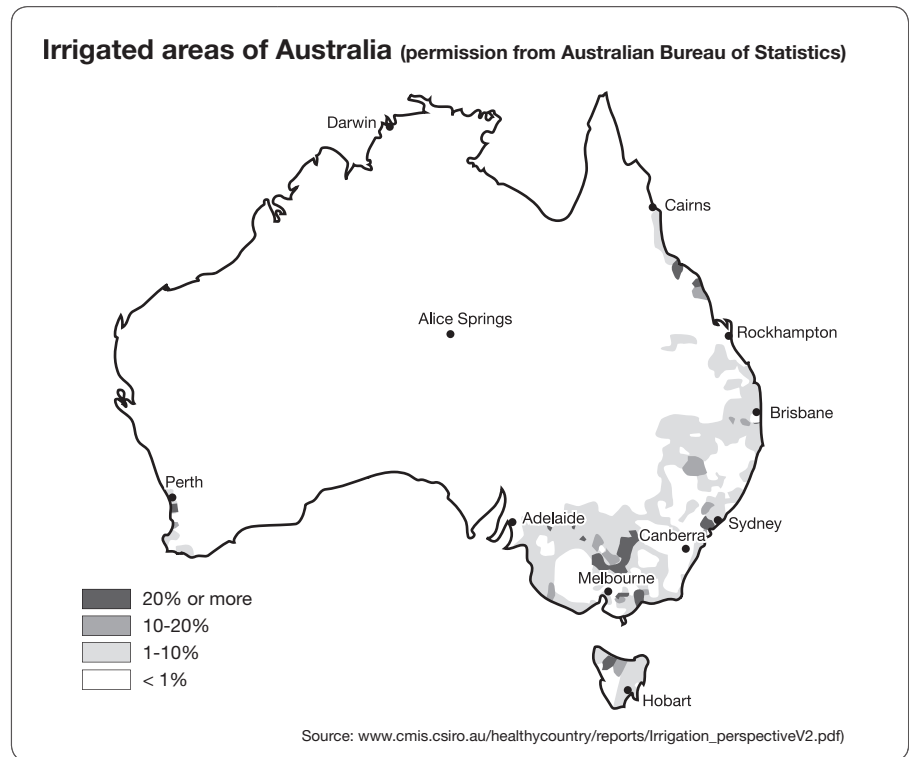 Irrigated areas of Australia (permission from Australian Bureau of Statistics)
Darwin
Cairns
Alice Springs
Rockhampton
Brisbane
Perth
Adelaide
Sydney
Canberra
Melbourne
20% or more
10-20%
1-10%
< 1%
Hobart
Source: www.cmis.csiro.au/healthycountry/reports/Irrigation_perspectiveV2.pdf)